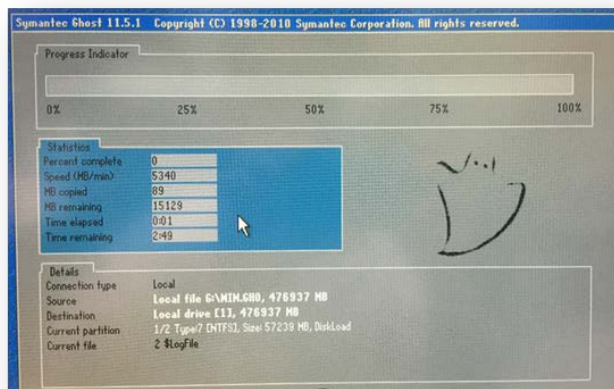 Symantec Ghost 11.5.1 Copyright (C) 1998-2010 Symantec Corporation. All rights reserved.
Progress Indicator
0% 25% 50% 75% 100%
Statistics
Percent complete 0
Speed (MB/min) 5340
MB copied 89
MB remaining 15129
Time elapsed 0:01
Time remaining 2:49
Details
Connection type Local
Source Local file G:\WIN.GHO, 476937 MB
Destination Local drive [1], 476937 MB
Current partition 1/2 Type:7 [NTFS], Size: 57239 MB, DiskLoad
Current file 2 $LogFile